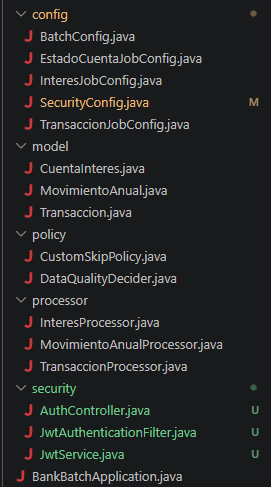 config
J BatchConfig.java
J EstadoCuentaJobConfig.java
J InteresJobConfig.java
J SecurityConfig.java M
J TransaccionJobConfig.java
model
J CuentaInteres.java
J MovimientoAnual.java
J Transaccion.java
policy
J CustomSkipPolicy.java
J DataQualityDecider.java
processor
J InteresProcessor.java
J MovimientoAnualProcessor.java
J TransaccionProcessor.java
security
J AuthController.java U
J JwtAuthenticationFilter.java U
J JwtService.java U
J BankBatchApplication.java